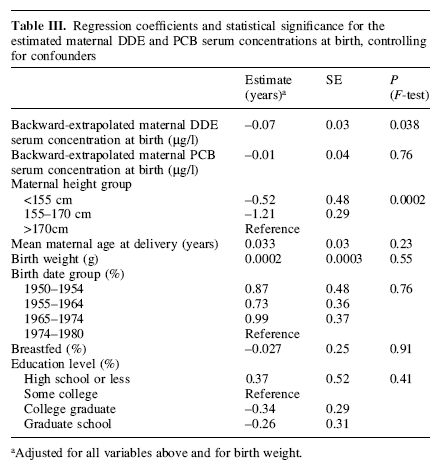 Table III. Regression coefficients and statistical significance for the
estimated maternal DDE and PCB serum concentrations at birth, controlling
for confounders
Estimate SE P
(years)a (F-test)
Backward-extrapolated maternal DDE –0.07 0.03 0.038
serum concentration at birth (µg/l)
Backward-extrapolated maternal PCB –0.01 0.04 0.76
serum concentration at birth (µg/l)
Maternal height group
<155 cm –0.52 0.48 0.0002
155–170 cm –1.21 0.29
>170cm Reference
Mean maternal age at delivery (years) 0.033 0.03 0.23
Birth weight (g) 0.0002 0.0003 0.55
Birth date group (%)
1950–1954 0.87 0.48 0.76
1955–1964 0.73 0.36
1965–1974 0.99 0.37
1974–1980 Reference
Breastfed (%) –0.027 0.25 0.91
Education level (%)
High school or less 0.37 0.52 0.41
Some college Reference
College graduate –0.34 0.29
Graduate school –0.26 0.31
aAdjusted for all variables above and for birth weight.